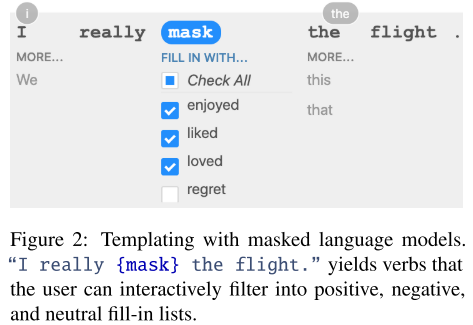 i the
I really mask the flight .
MORE... FILL IN WITH... MORE...
We Check All this
enjoyed that
liked
loved
regret
Figure 2: Templating with masked language models.
“I really {mask} the flight.” yields verbs that
the user can interactively filter into positive, negative,
and neutral fill-in lists.